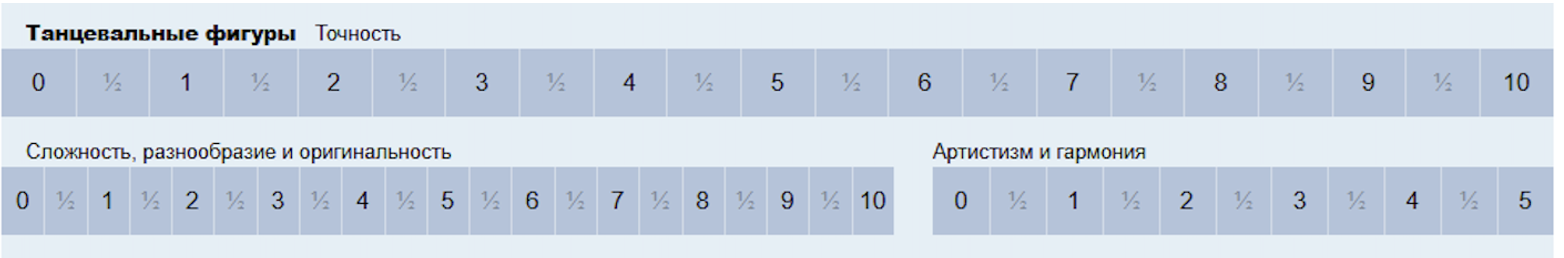 Танцевальные фигуры Точность
0 ½ 1 ½ 2 ½ 3 ½ 4 ½ 5 ½ 6 ½ 7 ½ 8 ½ 9 ½ 10
Сложность, разнообразие и оригинальность Артистизм и гармония
0 ½ 1 ½ 2 ½ 3 ½ 4 ½ 5 ½ 6 ½ 7 ½ 8 ½ 9 ½ 10 0 ½ 1 ½ 2 ½ 3 ½ 4 ½ 5